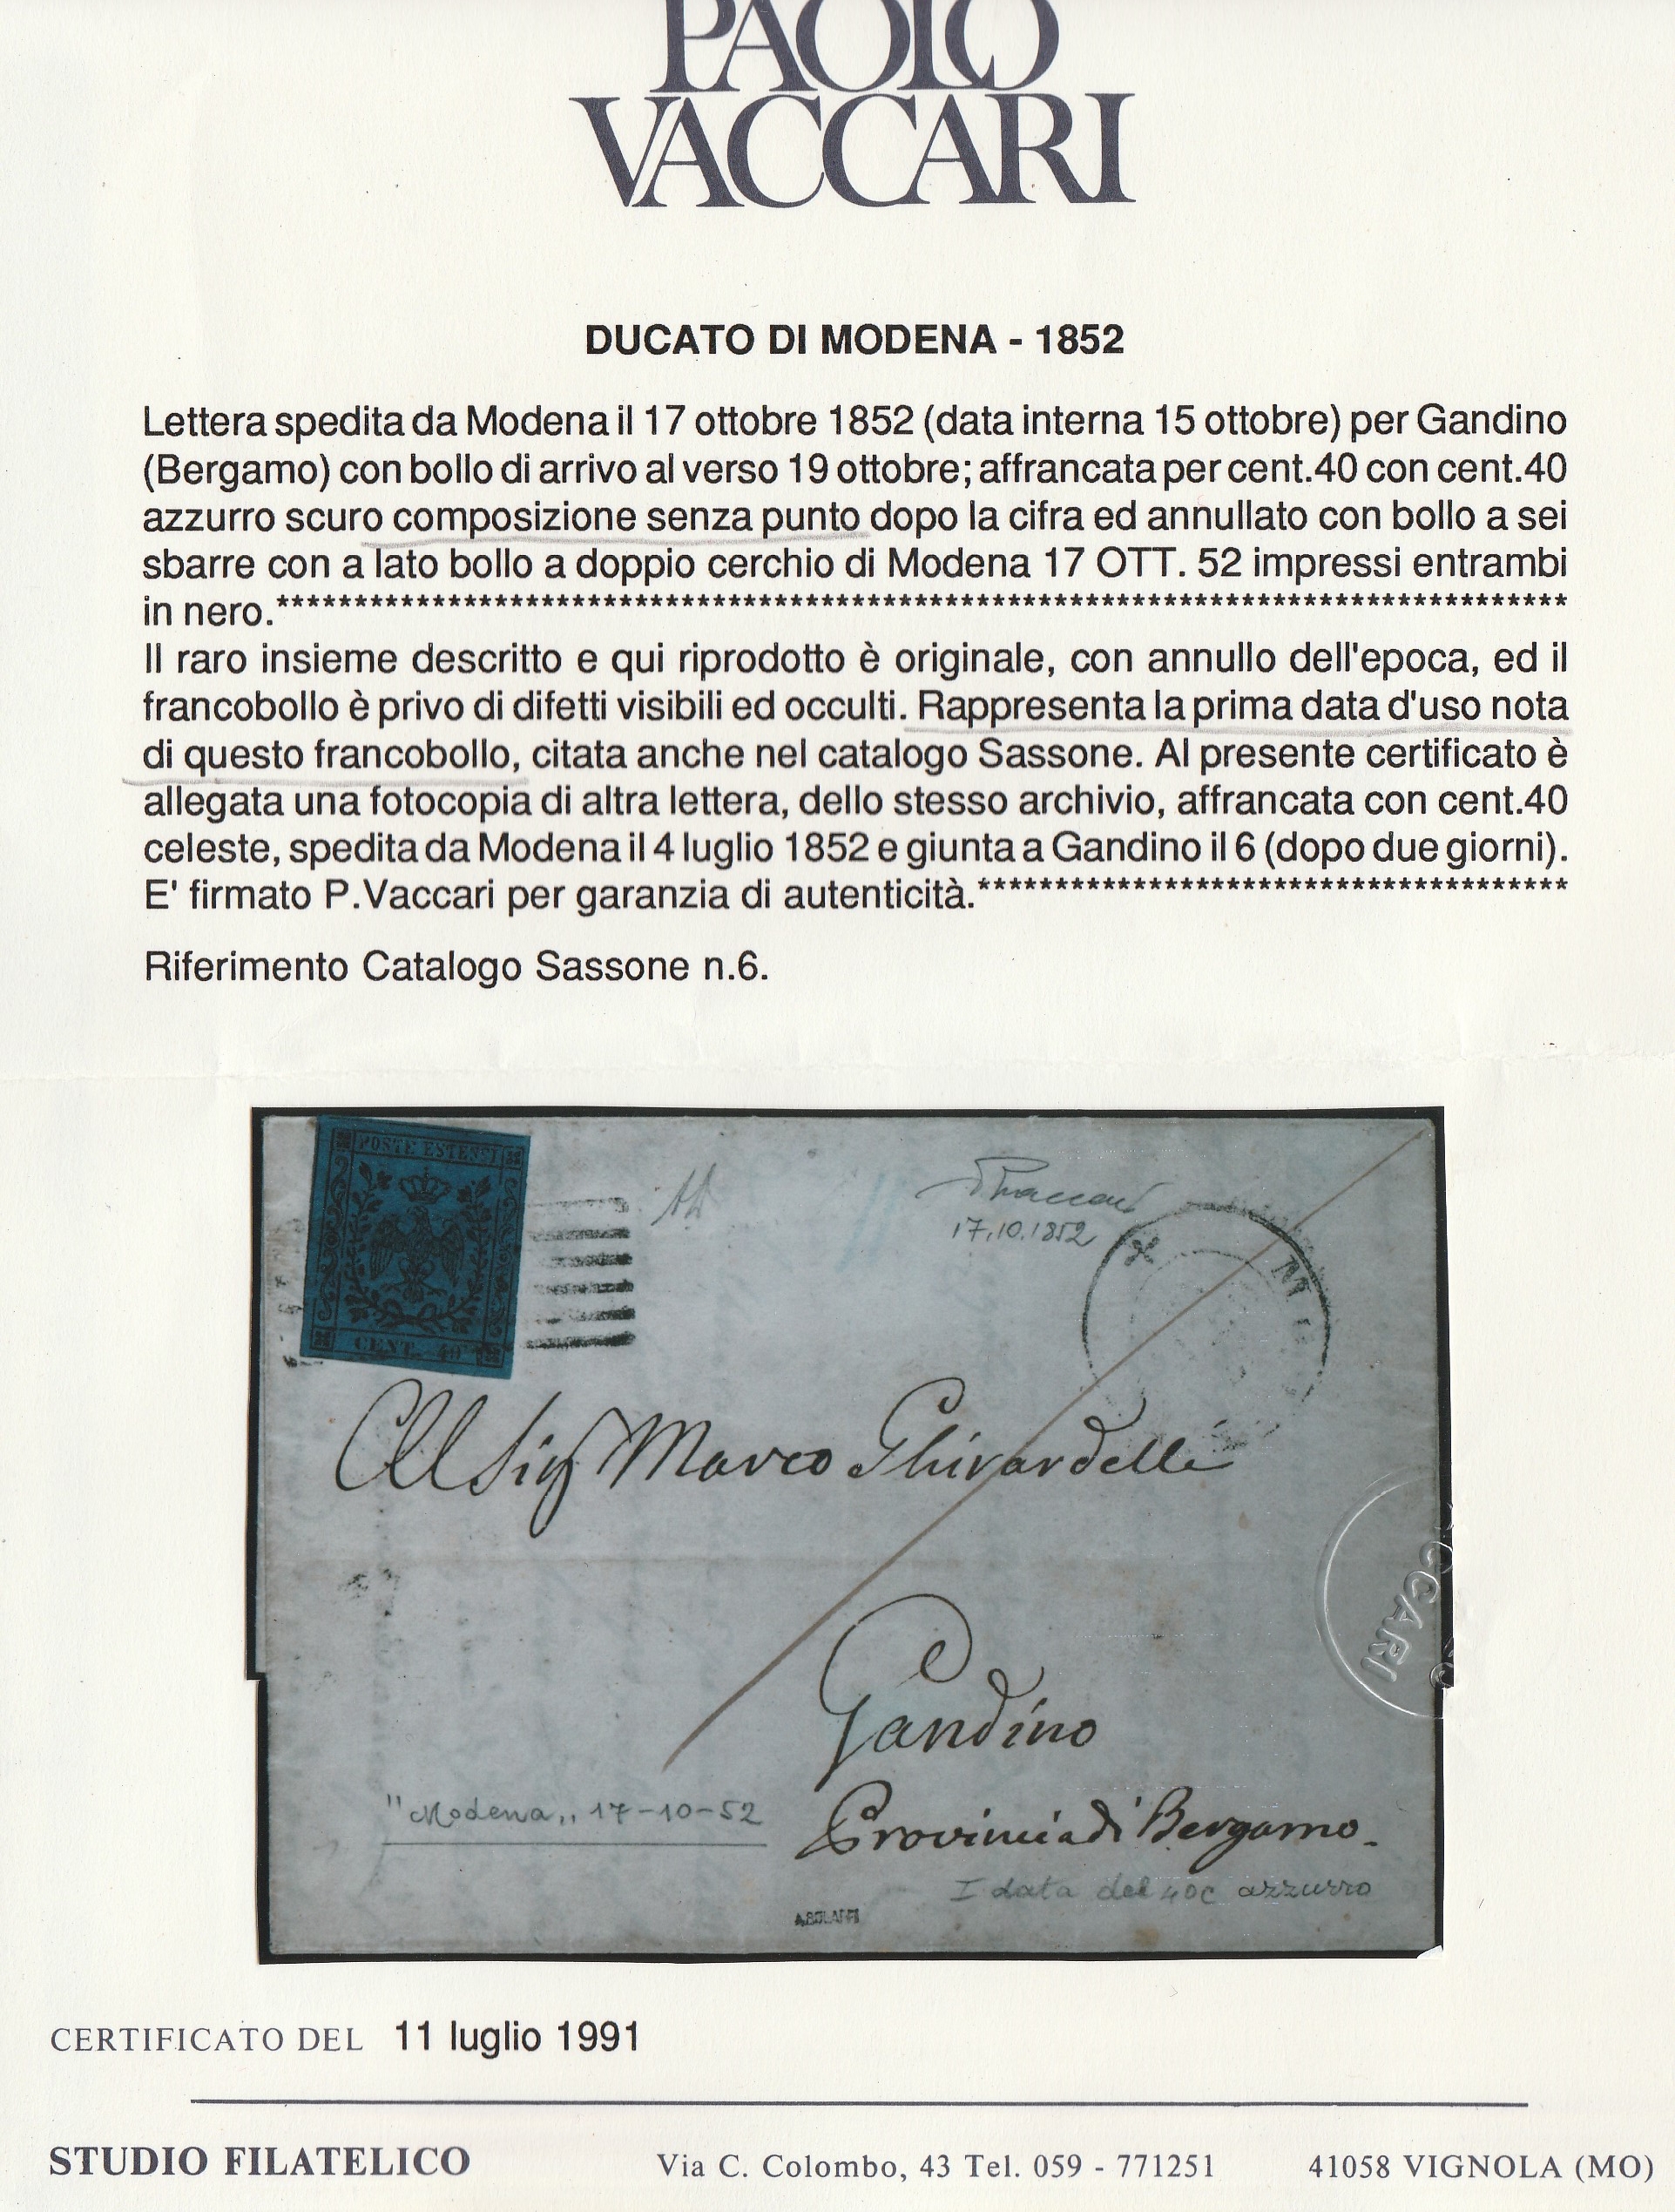 PAOLO
VACCARI
DUCATO DI MODENA - 1852
Lettera spedita da Modena il 17 ottobre 1852 (data interna 15 ottobre) per Gandino
(Bergamo) con bollo di arrivo al verso 19 ottobre; affrancata per cent.40 con cent.40
azzurro scuro composizione senza punto dopo la cifra ed annullato con bollo a sei
sbarre con a lato bollo a doppio cerchio di Modena 17 OTT. 52 impressi entrambi
in nero.***********************************************************************************
Il raro insieme descritto e qui riprodotto è originale, con annullo dell'epoca, ed il
francobollo è privo di difetti visibili ed occulti. Rappresenta la prima data d'uso nota
di questo francobollo, citata anche nel catalogo Sassone. Al presente certificato è
allegata una fotocopia di altra lettera, dello stesso archivio, affrancata con cent.40
celeste, spedita da Modena il 4 luglio 1852 e giunta a Gandino il 6 (dopo due giorni).
E' firmato P.Vaccari per garanzia di autenticità.**************************************
Riferimento Catalogo Sassone n.6.
POSTE ESTENSI
CENT. 40
PVaccari
17.10.1852
Al Sig Marco Ghirardelli
CCARI
Gandino
"Modena,, 17-10-52
Provincia di Bergamo.
I data del 40c azzurro
A.BOLAFFI
CERTIFICATO DEL 11 luglio 1991
STUDIO FILATELICO Via C. Colombo, 43 Tel. 059 - 771251 41058 VIGNOLA (MO)